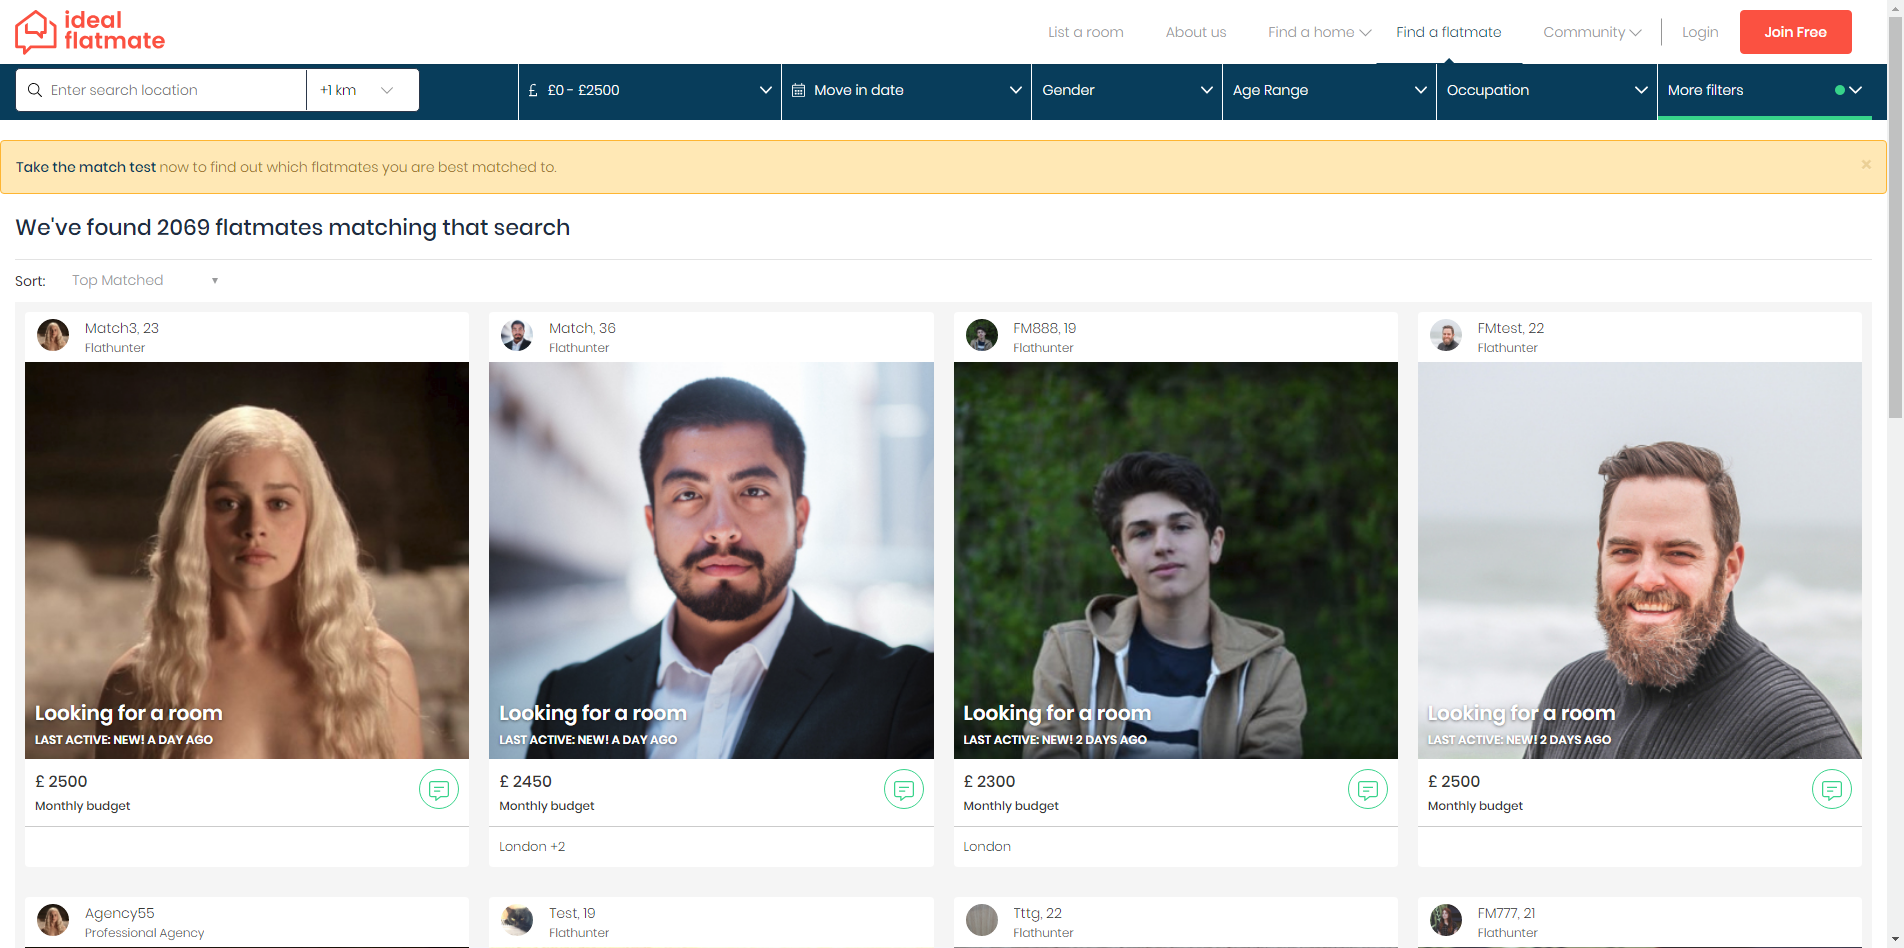 ideal
flatmate
List a room
About us
Find a home
Find a flatmate
Community
Login
Join Free
Enter search location
+1 km
£ £0 - £2500
Move in date
Gender
Age Range
Occupation
More filters
Take the match test now to find out which flatmates you are best matched to.
×
We've found 2069 flatmates matching that search
Sort: Top Matched
Match3, 23
Flathunter
Looking for a room
LAST ACTIVE: NEW! A DAY AGO
£ 2500
Monthly budget
Match, 36
Flathunter
Looking for a room
LAST ACTIVE: NEW! A DAY AGO
£ 2450
Monthly budget
London +2
FM888, 19
Flathunter
Looking for a room
LAST ACTIVE: NEW! 2 DAYS AGO
£ 2300
Monthly budget
London
FMtest, 22
Flathunter
Looking for a room
LAST ACTIVE: NEW! 2 DAYS AGO
£ 2500
Monthly budget
Agency55
Professional Agency
Test, 19
Flathunter
Tttg, 22
Flathunter
FM777, 21
Flathunter